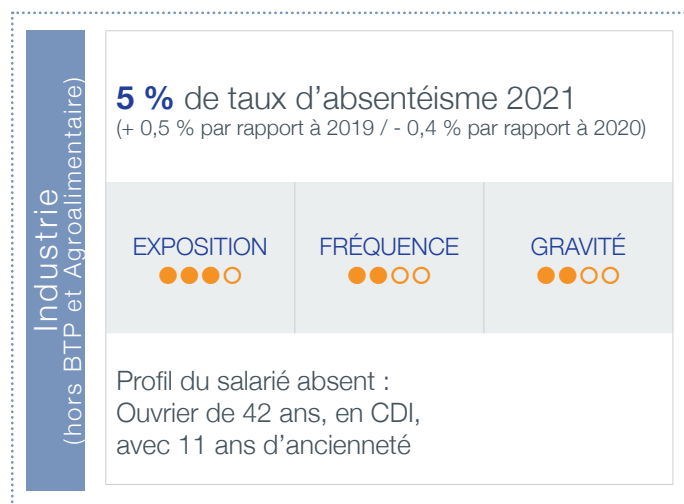 Industrie
(hors BTP et Agroalimentaire)
5 % de taux d’absentéisme 2021
(+ 0,5 % par rapport à 2019 / - 0,4 % par rapport à 2020)
EXPOSITION
FRÉQUENCE
GRAVITÉ
Profil du salarié absent :
Ouvrier de 42 ans, en CDI,
avec 11 ans d’ancienneté